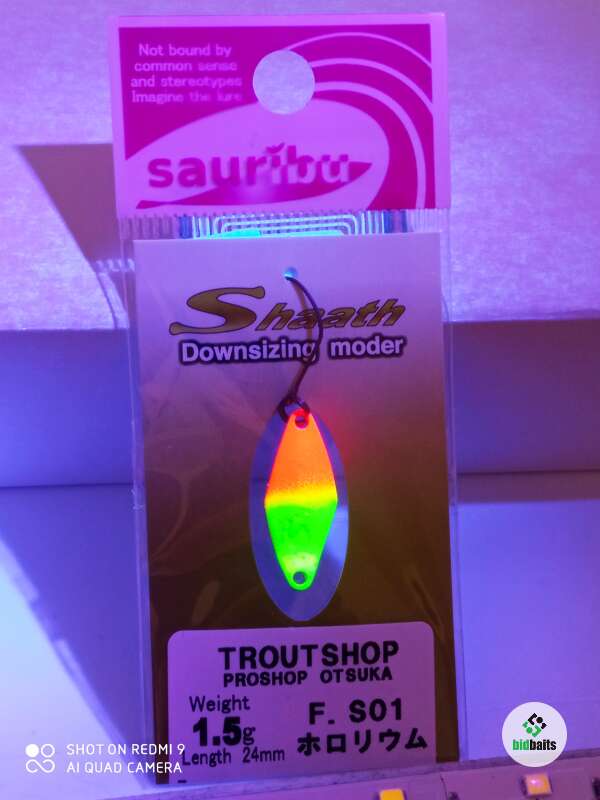 Not bound by
common sense
and stereotypes
Imagine the lure
sauribu
Shaath
Downsizing moder
TROUTSHOP
PROSHOP OTSUKA
Weight
1.5g
Length 24mm
F. S01
ホロリウム
SHOT ON REDMI 9
AI QUAD CAMERA
bidbaits